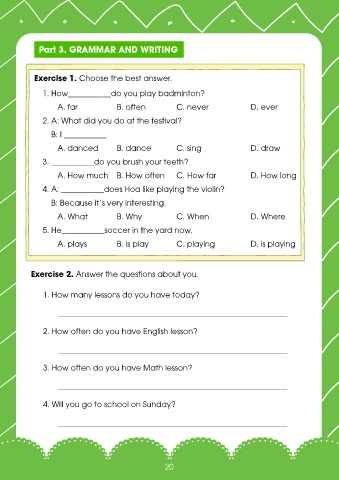 Part 3. GRAMMAR AND WRITING
Exercise 1. Choose the best answer.
1. How__________do you play badminton?
A. far B. often C. never D. ever
2. A: What did you do at the festival?
B: I __________
A. danced B. dance C. sing D. draw
3. __________do you brush your teeth?
A. How much B. How often C. How far D. How long
4. A: __________does Hoa like playing the violin?
B: Because it's very interesting.
A. What B. Why C. When D. Where
5. He__________soccer in the yard now.
A. plays B. is play C. playing D. is playing
Exercise 2. Answer the questions about you.
1. How many lessons do you have today?
2. How often do you have English lesson?
3. How often do you have Math lesson?
4. Will you go to school on Sunday?
20